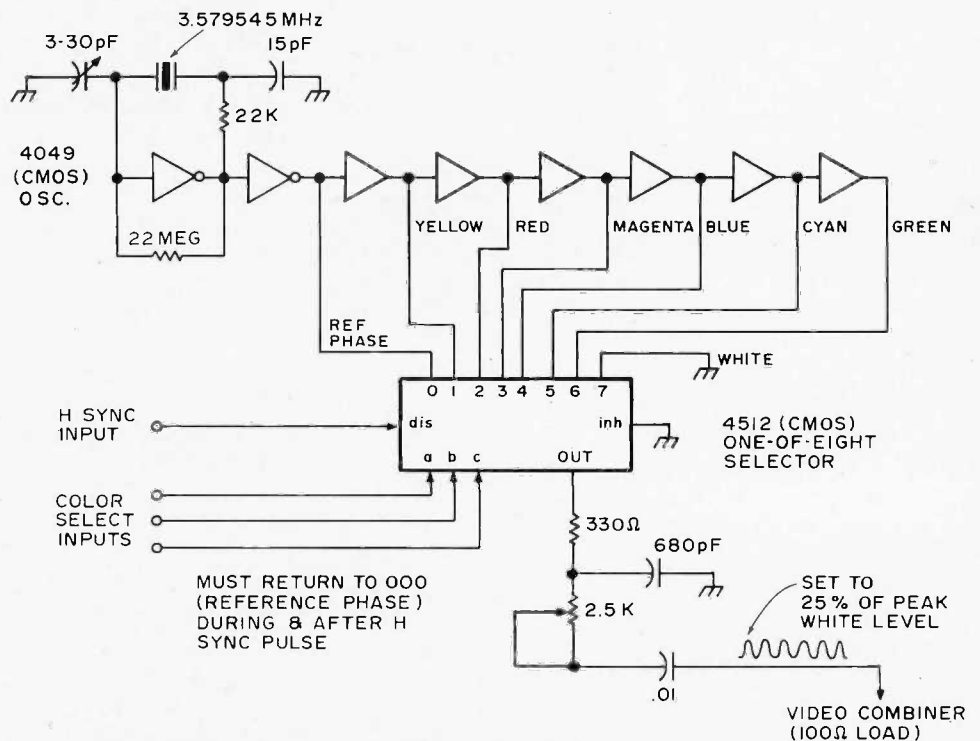 3.579545 MHz
3-30pF
15pF
22K
4049
(CMOS)
OSC.
22 MEG
YELLOW
RED
MAGENTA
BLUE
CYAN
GREEN
REF
PHASE
WHITE
0 1 2 3 4 5 6 7
H SYNC
INPUT
dis
inh
4512 (CMOS)
ONE-OF-EIGHT
SELECTOR
a b c
OUT
COLOR
SELECT
INPUTS
330Ω
680pF
MUST RETURN TO 000
(REFERENCE PHASE)
DURING & AFTER H
SYNC PULSE
2.5 K
SET TO
25% OF PEAK
WHITE LEVEL
.01
VIDEO COMBINER
(100Ω LOAD)